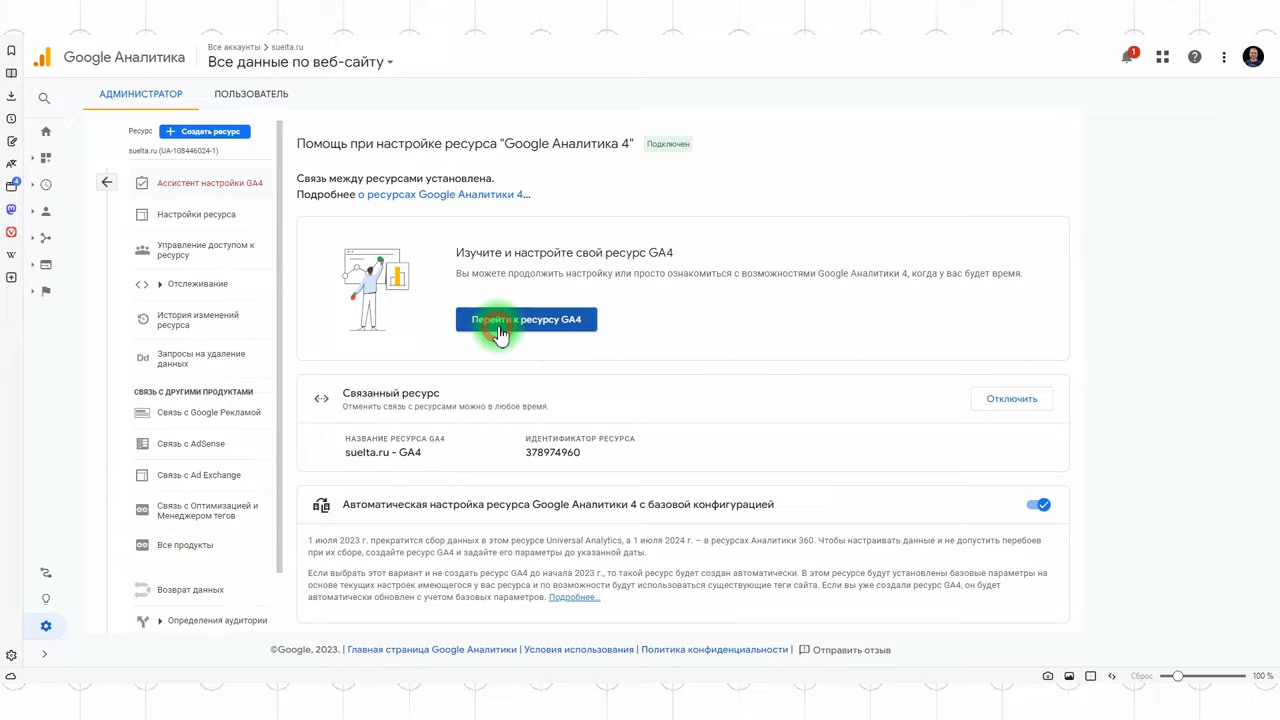 Google Аналитика
Все аккаунты > suelta.ru
Все данные по веб-сайту
1
АДМИНИСТРАТОР
ПОЛЬЗОВАТЕЛЬ
Ресурс
+ Создать ресурс
suelta.ru (UA-108446024-1)
Ассистент настройки GA4
Настройки ресурса
Управление доступом к
ресурсу
Отслеживание
История изменений
ресурса
Dd
Запросы на удаление
данных
СВЯЗЬ С ДРУГИМИ ПРОДУКТАМИ
Связь с Google Рекламой
Связь с AdSense
Связь с Ad Exchange
Связь с Оптимизацией и
Менеджером тегов
Все продукты
Возврат данных
Определения аудитории
Помощь при настройке ресурса "Google Аналитика 4"
Подключен
Связь между ресурсами установлена.
Подробнее о ресурсах Google Аналитики 4…
Изучите и настройте свой ресурс GA4
Вы можете продолжить настройку или просто ознакомиться с возможностями Google Аналитики 4, когда у вас будет время.
Перейти к ресурсу GA4
Связанный ресурс
Отменить связь с ресурсами можно в любое время.
Отключить
НАЗВАНИЕ РЕСУРСА GA4
suelta.ru - GA4
ИДЕНТИФИКАТОР РЕСУРСА
378974960
Автоматическая настройка ресурса Google Аналитики 4 с базовой конфигурацией
1 июля 2023 г. прекратится сбор данных в этом ресурсе Universal Analytics, а 1 июля 2024 г. – в ресурсах Аналитики 360. Чтобы настраивать данные и не допустить перебоев
при их сборе, создайте ресурс GA4 и задайте его параметры до указанной даты.
Если выбрать этот вариант и не создать ресурс GA4 до начала 2023 г., то такой ресурс будет создан автоматически. В этом ресурсе будут установлены базовые параметры на
основе текущих настроек имеющегося у вас ресурса и по возможности будут использоваться существующие теги сайта. Если вы уже создали ресурс GA4, он будет
автоматически обновлен с учетом базовых параметров. Подробнее…
©Google, 2023. | Главная страница Google Аналитики | Условия использования | Политика конфиденциальности | Отправить отзыв
4
W
Сброс
100 %